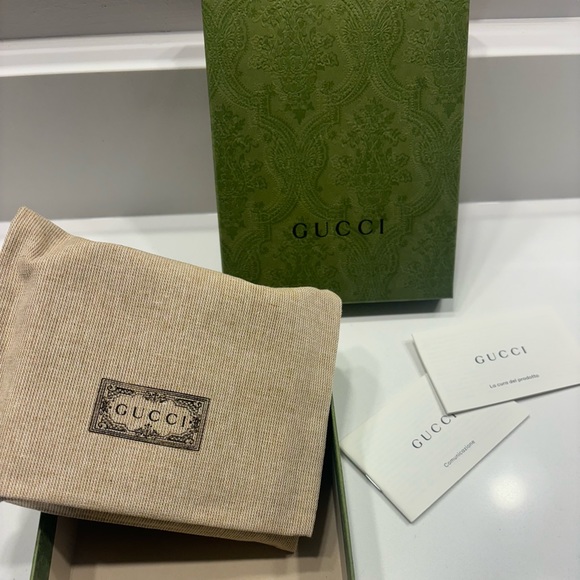 GUCCI
GUCCI
GUCCI
La cura del prodotto
GUCCI
Comunicazione